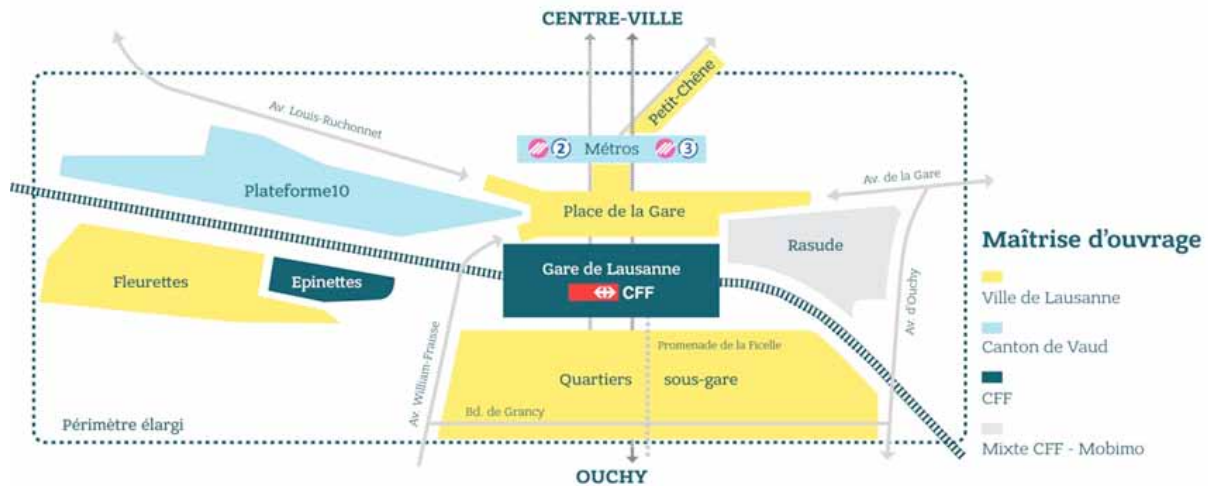 CENTRE-VILLE
Petit-Chêne
Av. Louis-Ruchonnet
2 Métros 3
Av. de la Gare
Plateforme10
Place de la Gare
Rasude
Maîtrise d'ouvrage
Gare de Lausanne
CFF
Fleurettes
Epinettes
Ville de Lausanne
Av. d'Ouchy
Av. William-Fraisse
Promenade de la Ficelle
Canton de Vaud
Quartiers sous-gare
CFF
Bd. de Grancy
Périmètre élargi
Mixte CFF - Mobimo
OUCHY